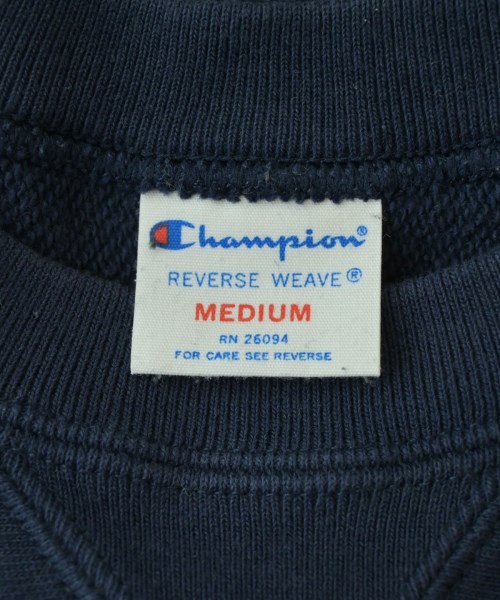 Champion
REVERSE WEAVE®
MEDIUM
RN 26094
FOR CARE SEE REVERSE